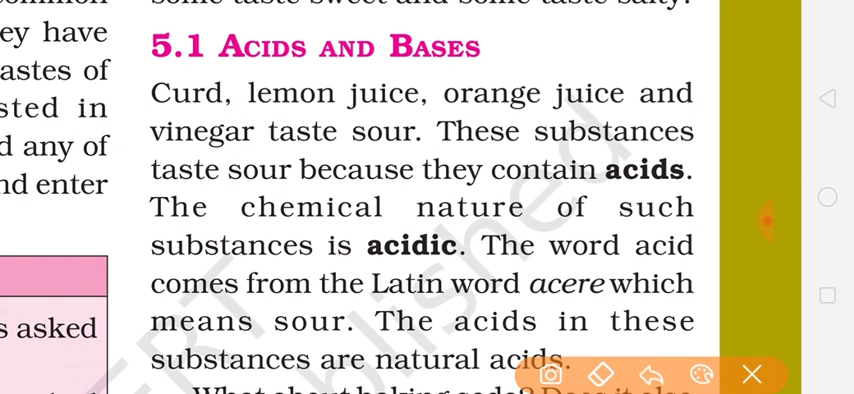 ey have
astes of
sted in
d any of
nd enter
s asked
5.1 ACIDS AND BASES
Curd, lemon juice, orange juice and
vinegar taste sour. These substances
taste sour because they contain acids.
The chemical nature of such
substances is acidic. The word acid
comes from the Latin word acere which
means sour. The acids in these
substances are natural acids.